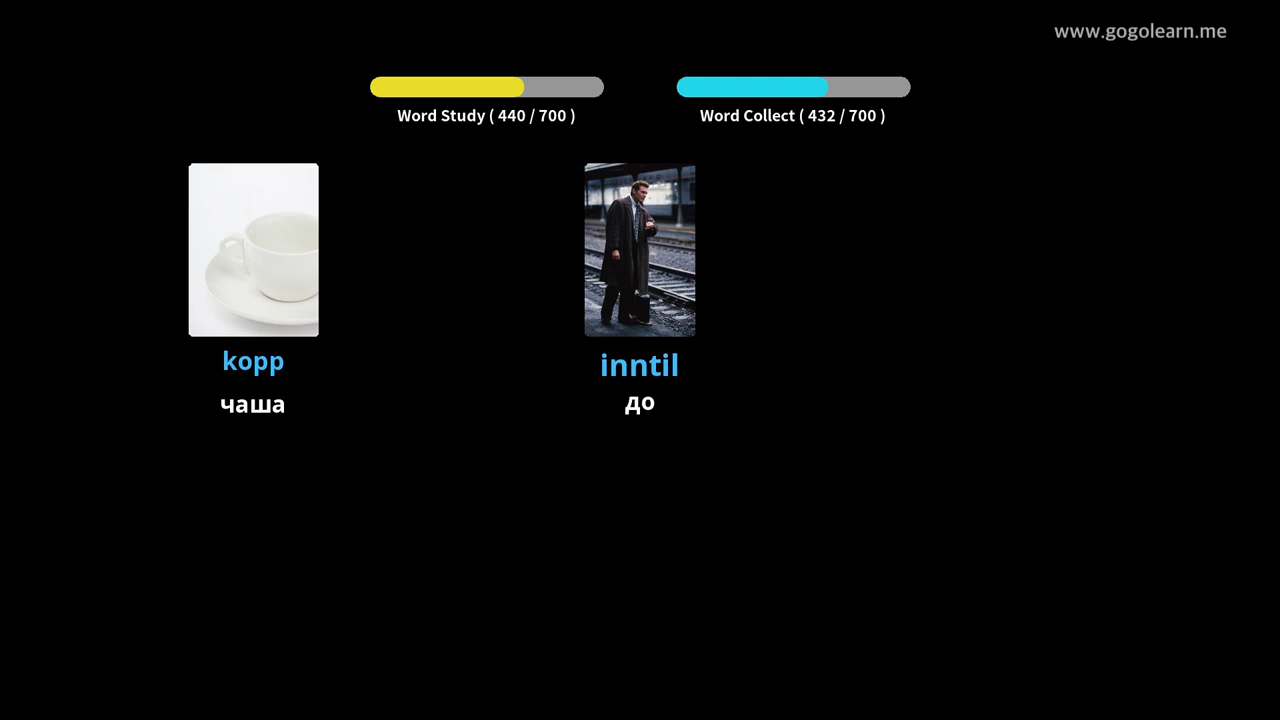 www.gogolearn.me
Word Study ( 440 / 700 )
Word Collect ( 432 / 700 )
kopp
чаша
inntil
до